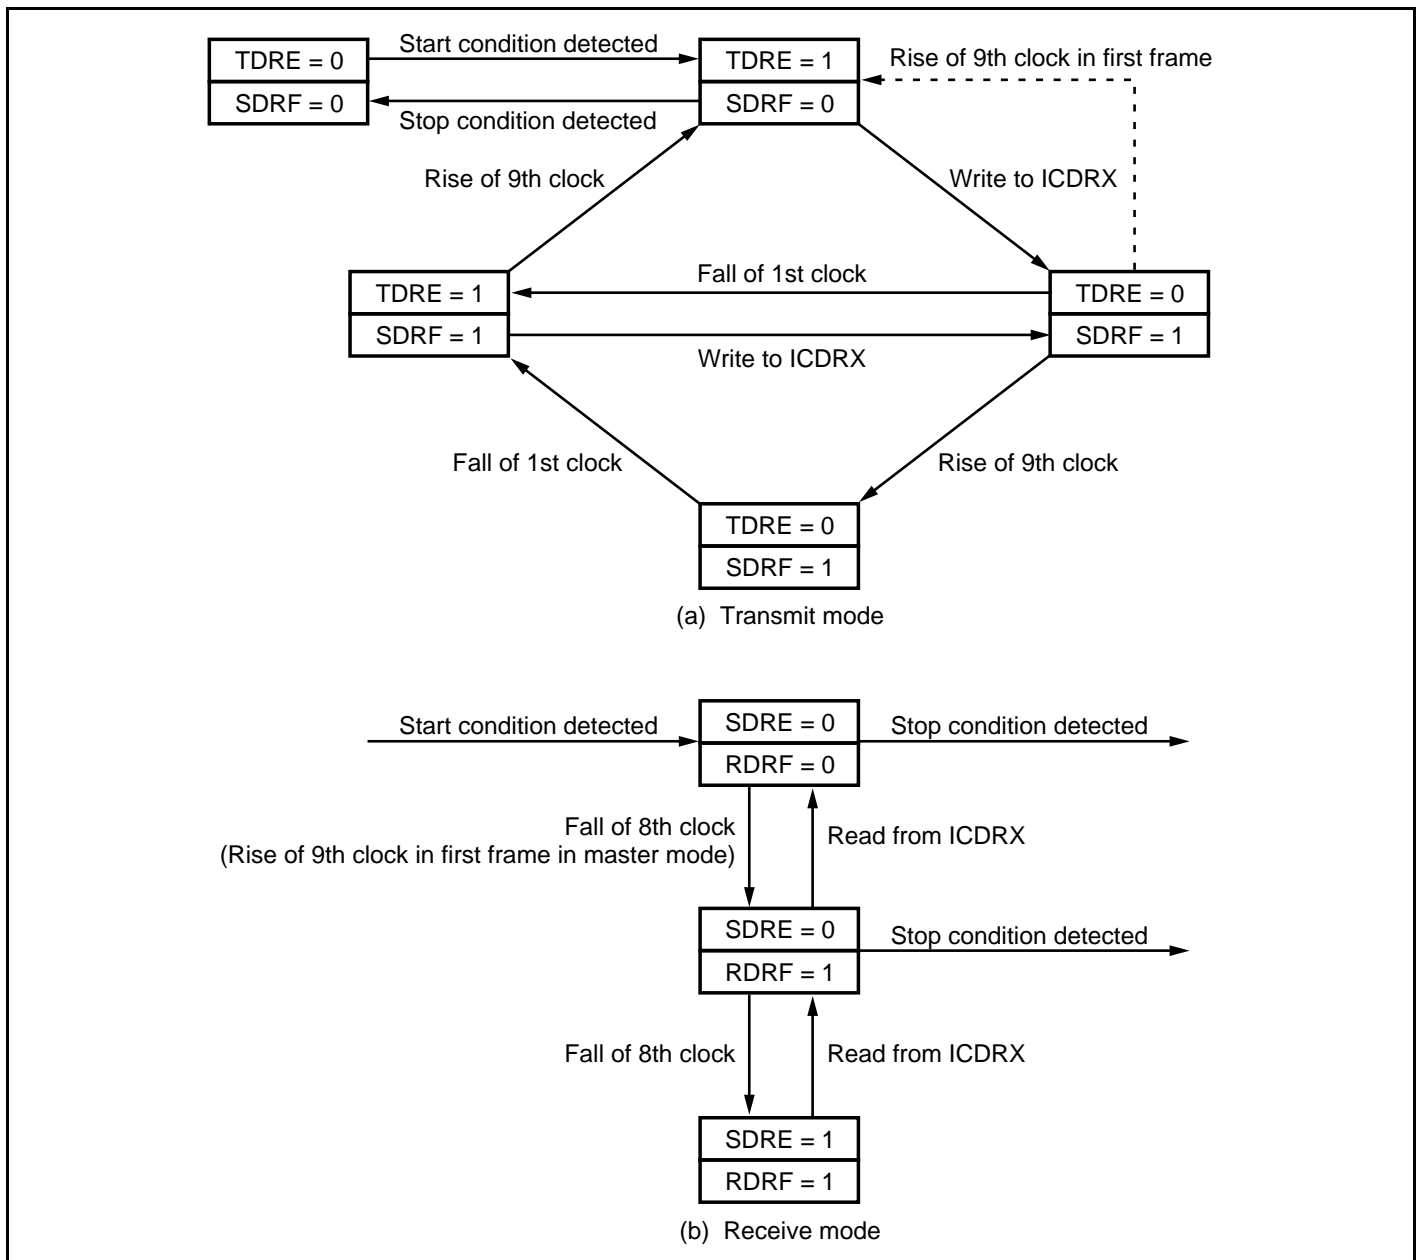 Start condition detected
TDRE = 0
SDRF = 0
TDRE = 1
SDRF = 0
Stop condition detected
Rise of 9th clock in first frame
Rise of 9th clock
Write to ICDRX
Fall of 1st clock
TDRE = 1
SDRF = 1
TDRE = 0
SDRF = 1
Write to ICDRX
Fall of 1st clock
Rise of 9th clock
TDRE = 0
SDRF = 1
(a) Transmit mode
Start condition detected
SDRE = 0
RDRF = 0
Stop condition detected
Fall of 8th clock
(Rise of 9th clock in first frame in master mode)
Read from ICDRX
SDRE = 0
RDRF = 1
Stop condition detected
Fall of 8th clock
Read from ICDRX
SDRE = 1
RDRF = 1
(b) Receive mode